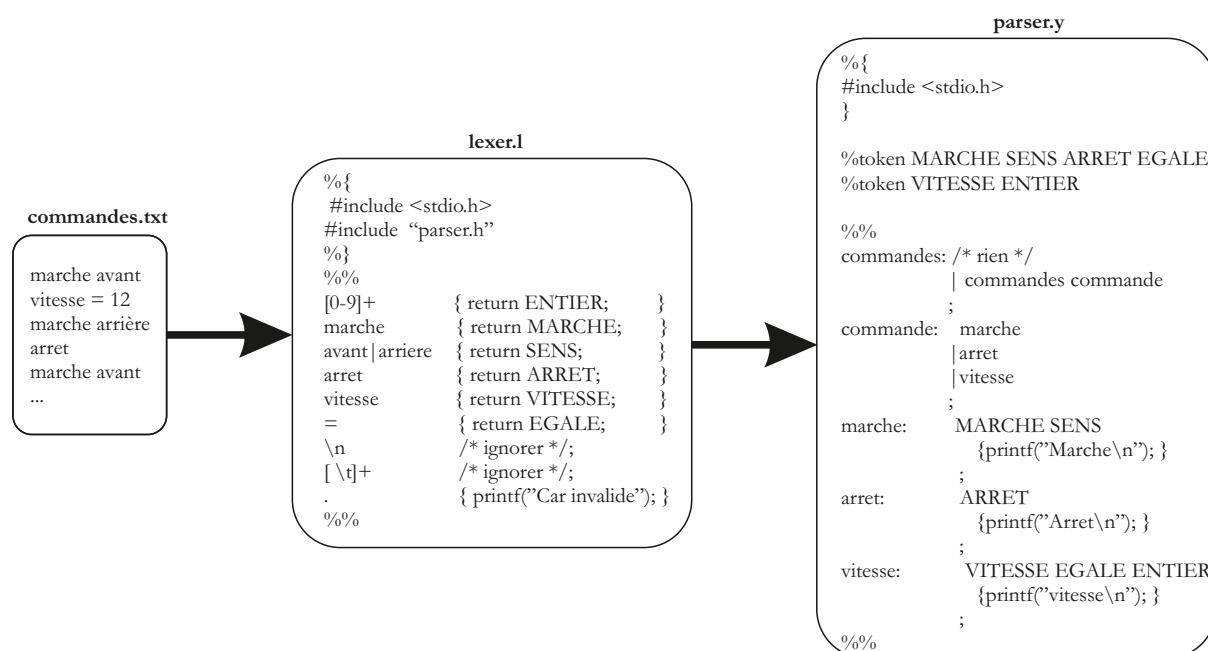 commandes.txt
marche avant
vitesse = 12
marche arrière
arret
marche avant
...
lexer.l
%{
#include <stdio.h>
#include “parser.h”
%}
%%
[0-9]+ { return ENTIER; }
marche { return MARCHE; }
avant|arriere { return SENS; }
arret { return ARRET; }
vitesse { return VITESSE; }
= { return EGALE; }
\n /* ignorer */;
[ \t]+ /* ignorer */;
. { printf(”Car invalide”); }
%%
parser.y
%{
#include <stdio.h>
}
%token MARCHE SENS ARRET EGALE
%token VITESSE ENTIER
%%
commandes: /* rien */
| commandes commande
;
commande: marche
|arret
|vitesse
;
marche: MARCHE SENS
{printf(”Marche\n”); }
;
arret: ARRET
{printf(”Arret\n”); }
;
vitesse: VITESSE EGALE ENTIER
{printf(”vitesse\n”); }
;
%%